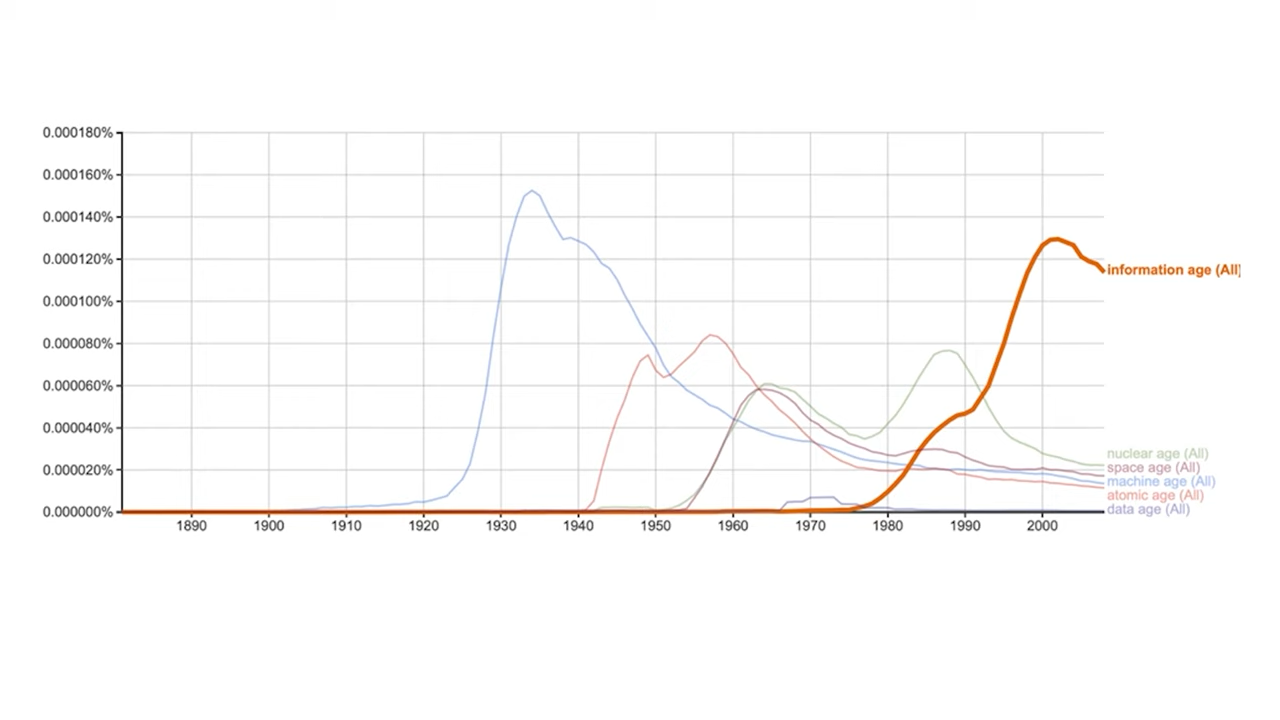 0.000180%
0.000160%
0.000140%
0.000120%
0.000100%
0.000080%
0.000060%
0.000040%
0.000020%
0.000000%
1890 1900 1910 1920 1930 1940 1950 1960 1970 1980 1990 2000
information age (All)
nuclear age (All)
space age (All)
machine age (All)
atomic age (All)
data age (All)